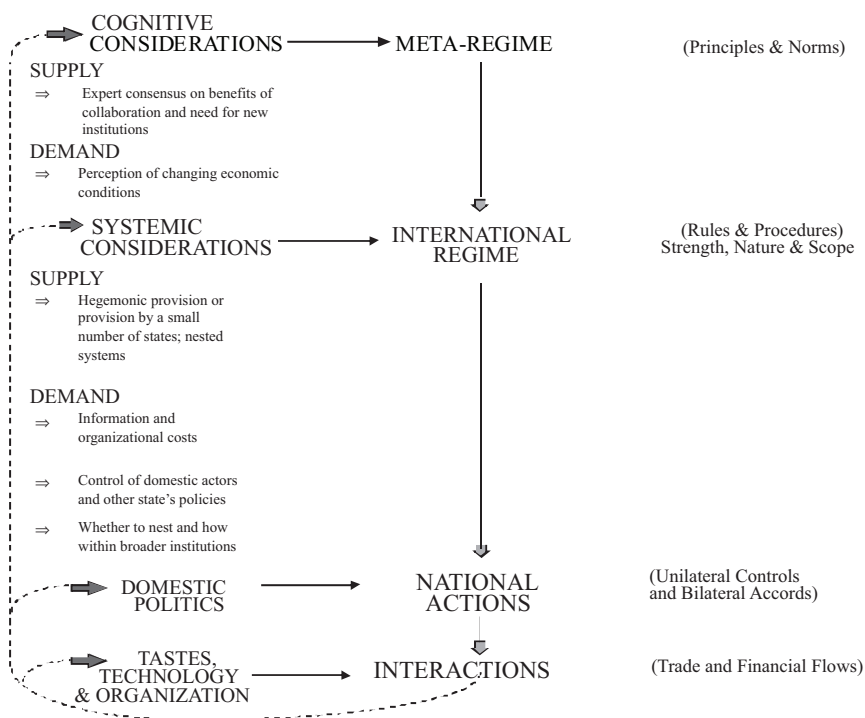 COGNITIVE
CONSIDERATIONS
META-REGIME
(Principles & Norms)
SUPPLY
⇒ Expert consensus on benefits of
collaboration and need for new
institutions
DEMAND
⇒ Perception of changing economic
conditions
SYSTEMIC
CONSIDERATIONS
INTERNATIONAL
REGIME
(Rules & Procedures)
Strength, Nature & Scope
SUPPLY
⇒ Hegemonic provision or
provision by a small
number of states; nested
systems
DEMAND
⇒ Information and
organizational costs
⇒ Control of domestic actors
and other state’s policies
⇒ Whether to nest and how
within broader institutions
DOMESTIC
POLITICS
NATIONAL
ACTIONS
(Unilateral Controls
and Bilateral Accords)
TASTES,
TECHNOLOGY
& ORGANIZATION
INTERACTIONS
(Trade and Financial Flows)